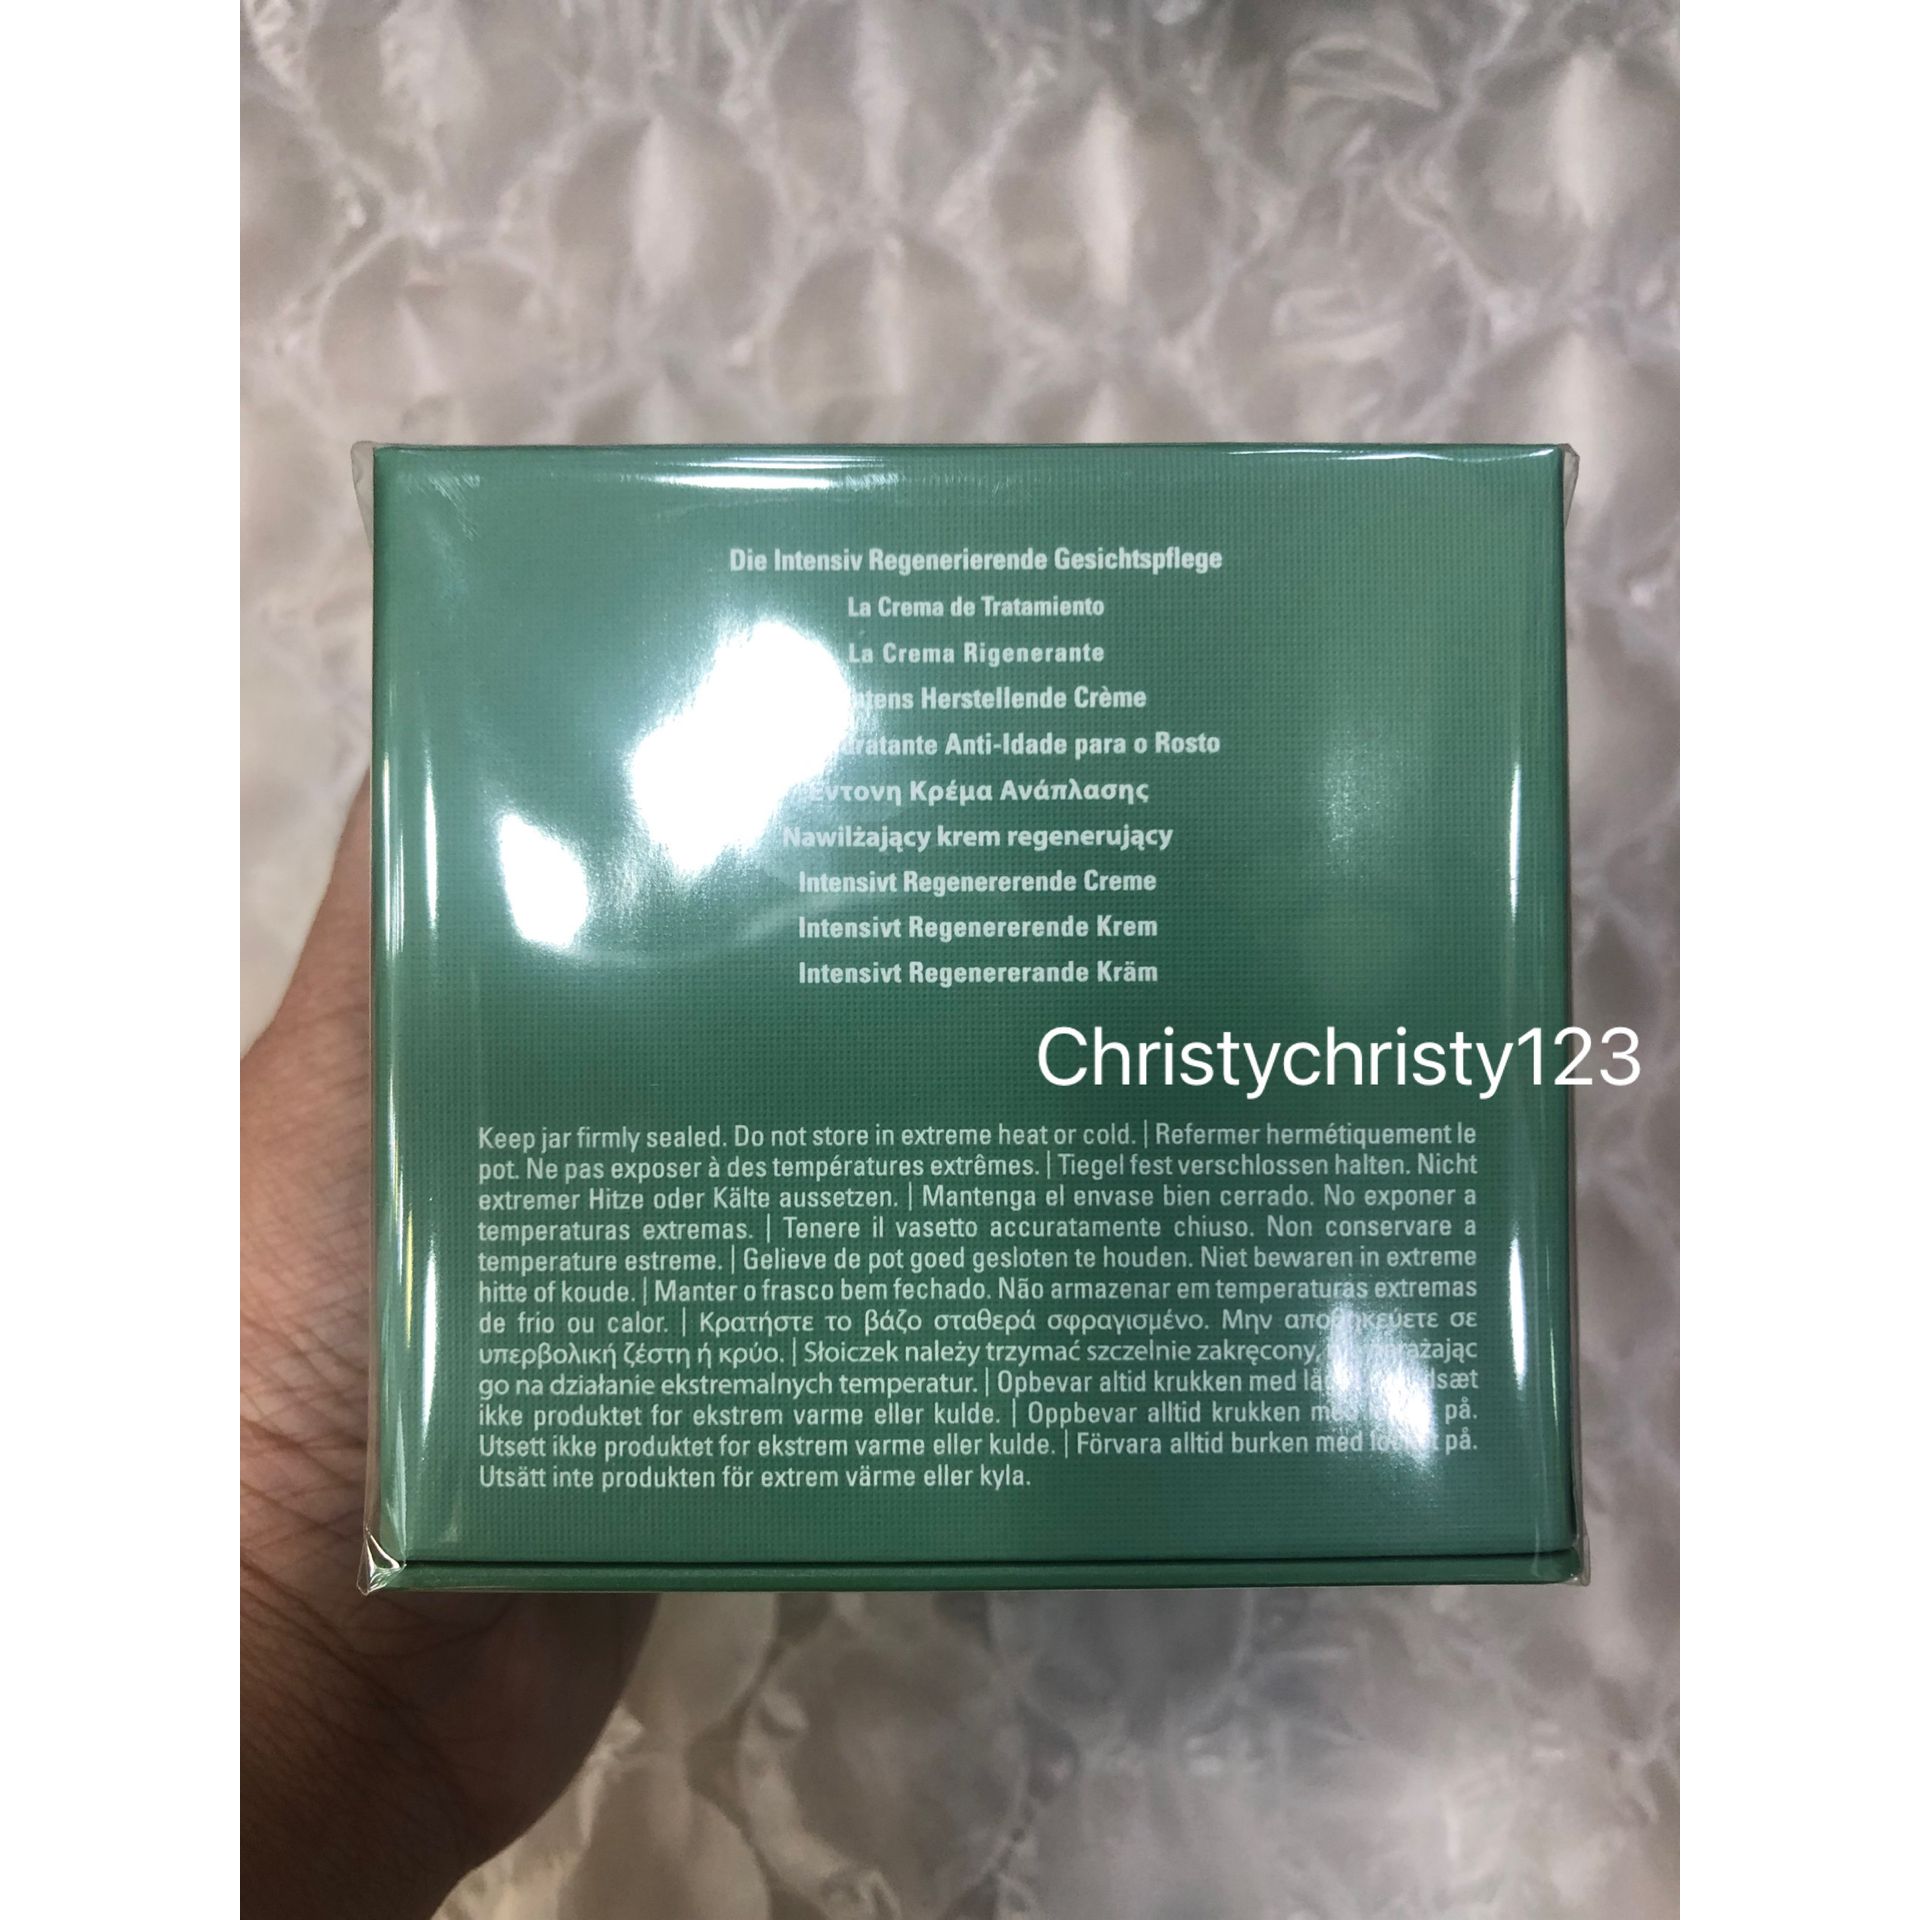 Die Intensiv Regenerierende Gesichtspflege
La Crema de Tratamiento
La Crema Rigenerante
Herstellende Crème
Anti-Idade para o Rosto
Κρέμα Ανάπλασης
Nawilżający krem regenerujący
Intensivt Regenererende Creme
Intensivt Regenererende Krem
Intensivt Regenererande Kräm
Christychristy123
Keep jar firmly sealed. Do not store in extreme heat or cold. | Refermer hermétiquement le
pot. Ne pas exposer à des températures extrêmes. | Tiegel fest verschlossen halten. Nicht
extremer Hitze oder Kälte aussetzen. | Mantenga el envase bien cerrado. No exponer a
temperaturas extremas. | Tenere il vasetto accuratamente chiuso. Non conservare a
temperature estreme. | Gelieve de pot goed gesloten te houden. Niet bewaren in extreme
hitte of koude. | Manter o frasco bem fechado. Não armazenar em temperaturas extremas
de frio ou calor. | Κρατήστε το βάζο σταθερά σφραγισμένο. Μην αποθηκεύετε σε
υπερβολική ζέστη ή κρύο. | Słoiczek należy trzymać szczelnie zakręcony,
go na działanie ekstremalnych temperatur. | Opbevar altid krukken med
ikke produktet for ekstrem varme eller kulde. | Oppbevar alltid krukken på.
Utsett ikke produktet for ekstrem varme eller kulde. | Förvara alltid burken med på.
Utsätt inte produkten för extrem värme eller kyla.